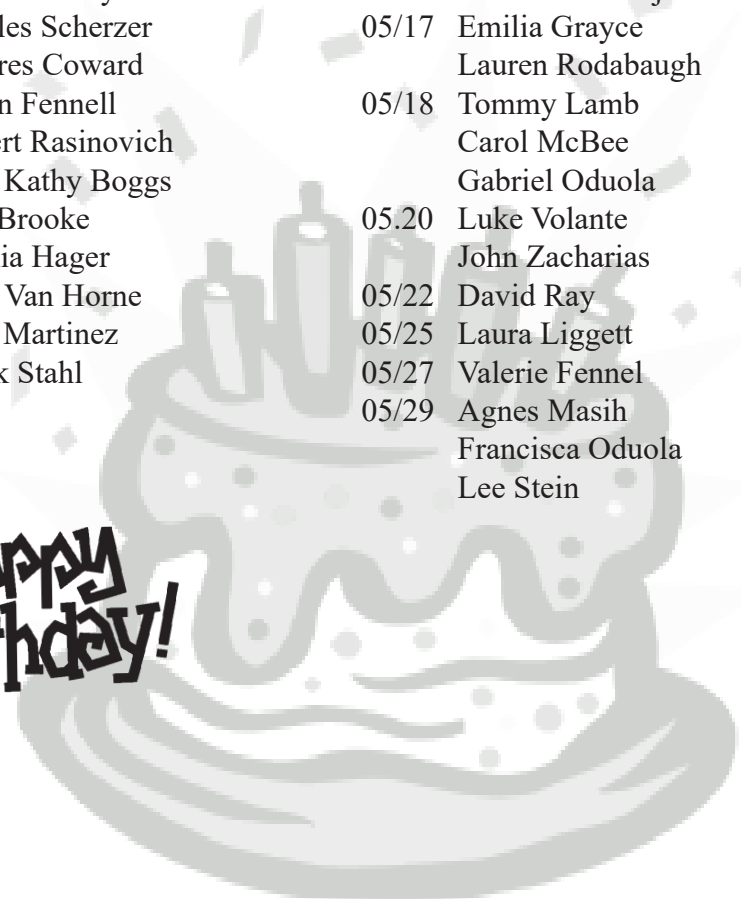 les Scherzer
res Coward
n Fennell
rt Rasinovich
Kathy Boggs
Brooke
ia Hager
Van Horne
Martinez
k Stahl
05/17 Emilia Grayce
Lauren Rodabaugh
05/18 Tommy Lamb
Carol McBee
Gabriel Oduola
05.20 Luke Volante
John Zacharias
05/22 David Ray
05/25 Laura Liggett
05/27 Valerie Fennel
05/29 Agnes Masih
Francisca Oduola
Lee Stein
ppy
hday!